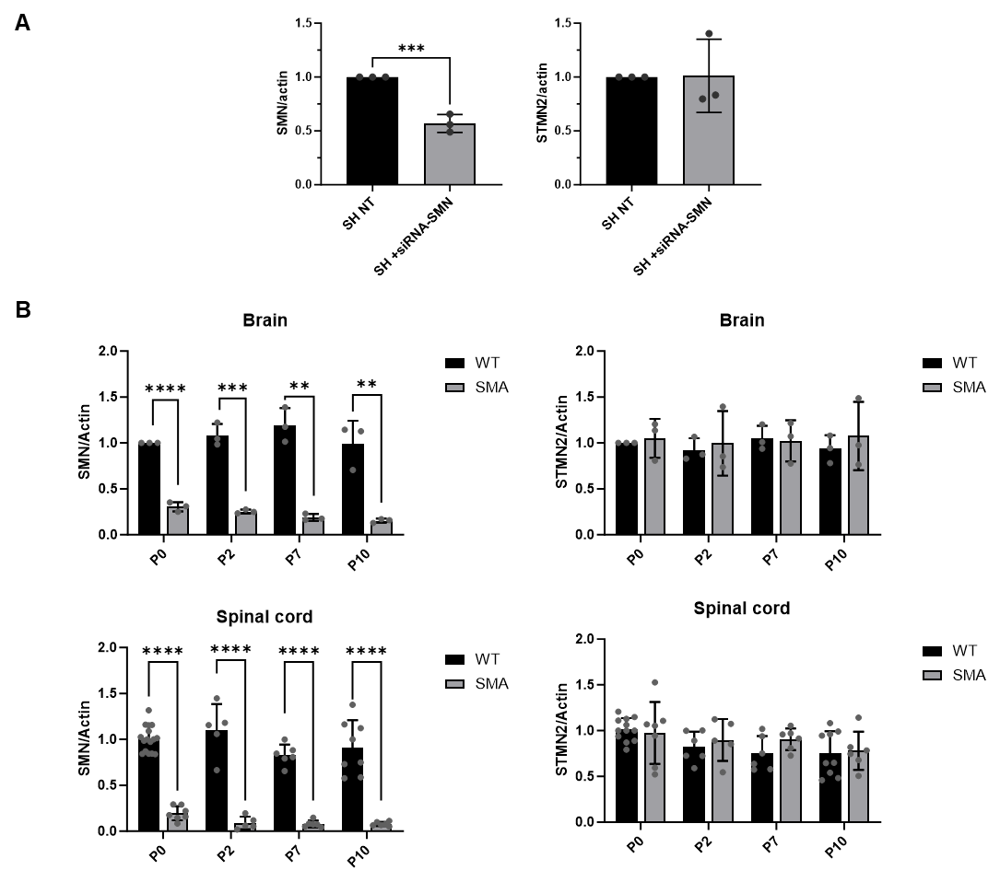 A
1.5
1.0
0.5
0.0
SMN/actin
***
SH NT
SH +siRNA-SMN
1.5
1.0
0.5
0.0
STMN2/actin
SH NT
SH +siRNA-SMN
B
Brain
2.0
1.5
1.0
0.5
0.0
SMN/Actin
****
***
**
**
P0
P2
P7
P10
WT
SMA
Brain
2.0
1.5
1.0
0.5
0.0
STMN2/Actin
P0
P2
P7
P10
WT
SMA
Spinal cord
2.0
1.5
1.0
0.5
0.0
SMN/Actin
****
****
****
****
P0
P2
P7
P10
WT
SMA
Spinal cord
2.0
1.5
1.0
0.5
0.0
STMN2/Actin
P0
P2
P7
P10
WT
SMA